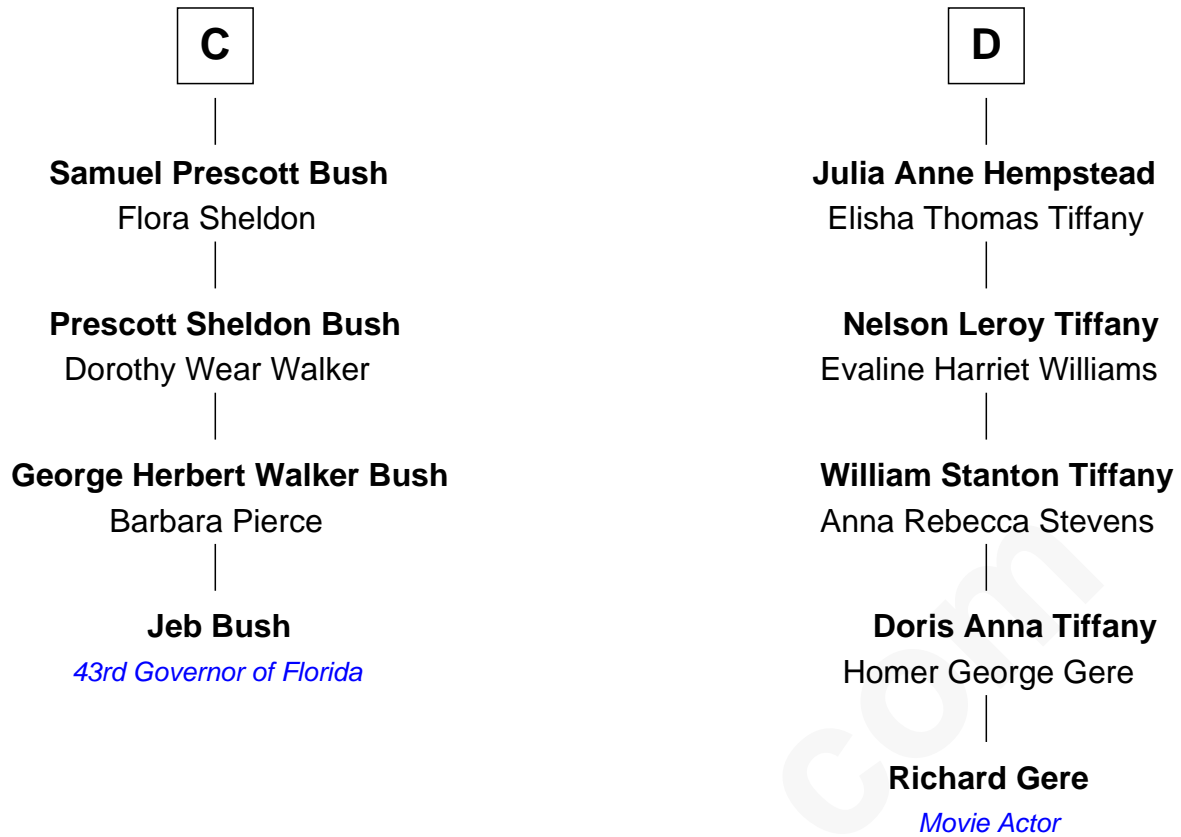 C
Samuel Prescott Bush
Flora Sheldon
Prescott Sheldon Bush
Dorothy Wear Walker
George Herbert Walker Bush
Barbara Pierce
Jeb Bush
43rd Governor of Florida
D
Julia Anne Hempstead
Elisha Thomas Tiffany
Nelson Leroy Tiffany
Evaline Harriet Williams
William Stanton Tiffany
Anna Rebecca Stevens
Doris Anna Tiffany
Homer George Gere
Richard Gere
Movie Actor
com